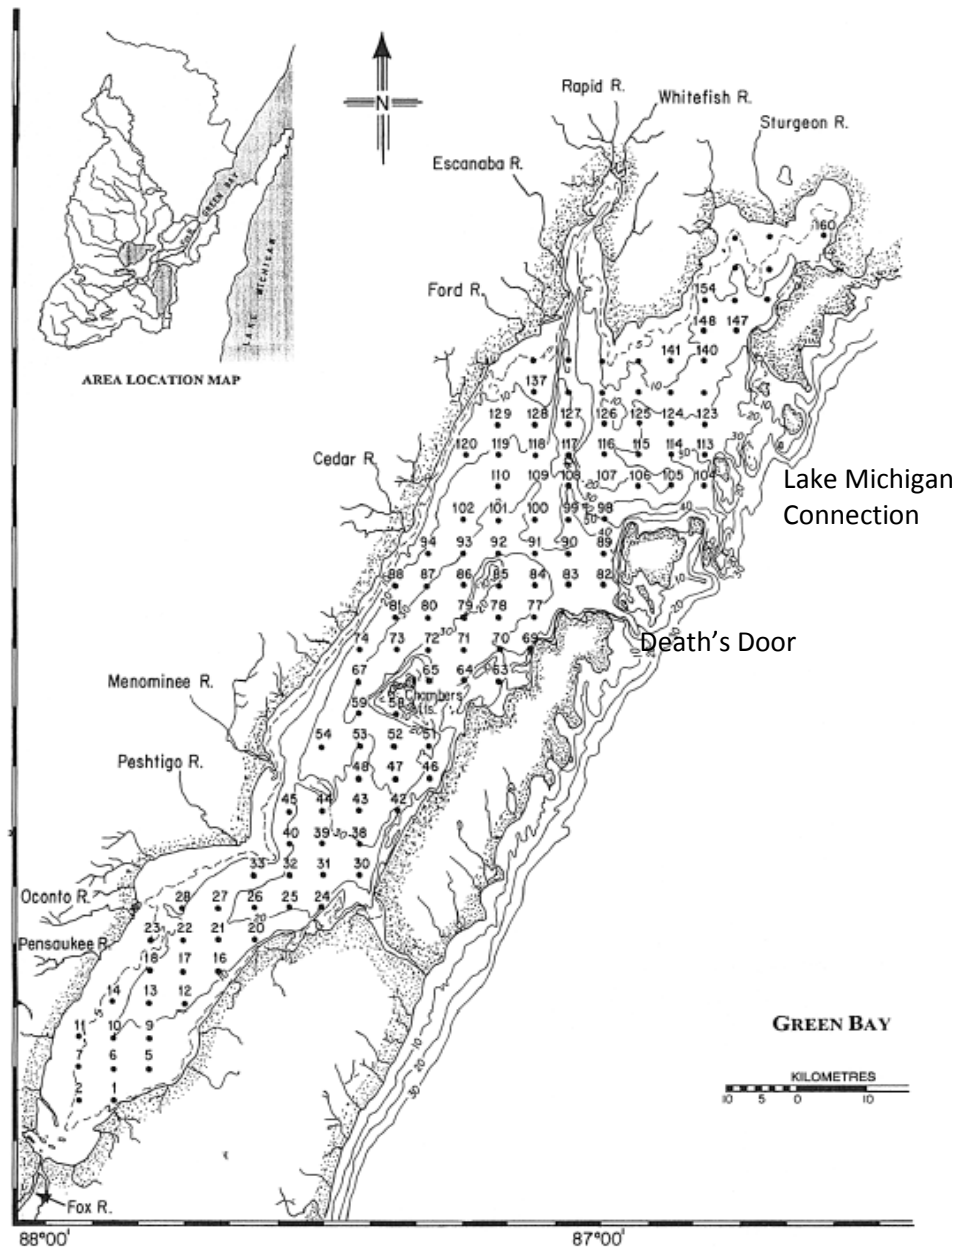 N
Rapid R.
Whitefish R.
Sturgeon R.
Escanaba R.
GREEN BAY
LAKE MICHIGAN
AREA LOCATION MAP
160
Ford R.
154
148 147
141 140
137
129 128 127 126 125 124 123
120 119 118 117 116 115 114 113
Cedar R.
110 109 108 107 106 105 104
Lake Michigan
Connection
102 101 100 99 98
94 93 92 91 90 89
88 87 86 85 84 83 82
81 80 79 78 77
74 73 72 71 70 69
Death's Door
67 65 64 63
Menominee R.
Chambers
Is.
59 58
54 53 52 51
Peshtigo R.
48 47 46
45 44 43 42
40 39 38
33 32 31 30
Oconto R.
28 27 26 25 24
23 22 21 20
Pensaukee R.
18 17 16
14 13 12
11 10 9
GREEN BAY
7 6 5
KILOMETRES
10 5 0 10
2 1
Fox R.
88°00'
87°00'